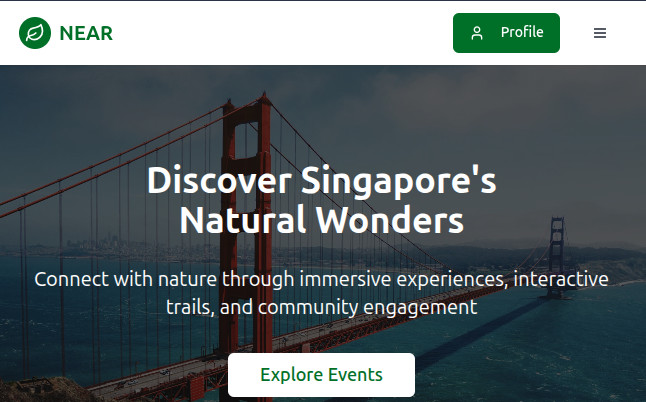 NEAR
Profile
Discover Singapore's
Natural Wonders
Connect with nature through immersive experiences, interactive
trails, and community engagement
Explore Events